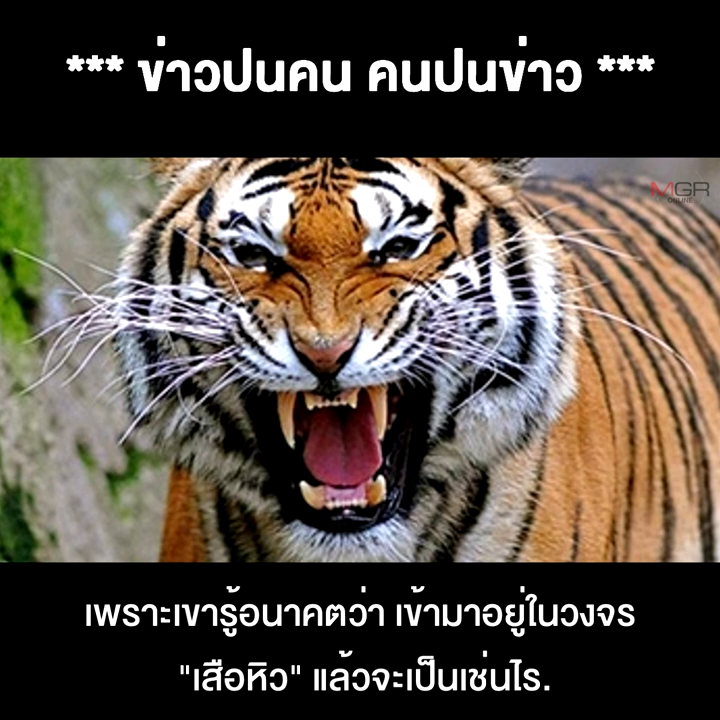 *** ข่าวปนคน คนปนข่าว ***
MGR
ONLINE
เพราะเขารู้อนาคตว่า เข้ามาอยู่ในวงจร
"เสือหิว" แล้วจะเป็นเช่นไร.